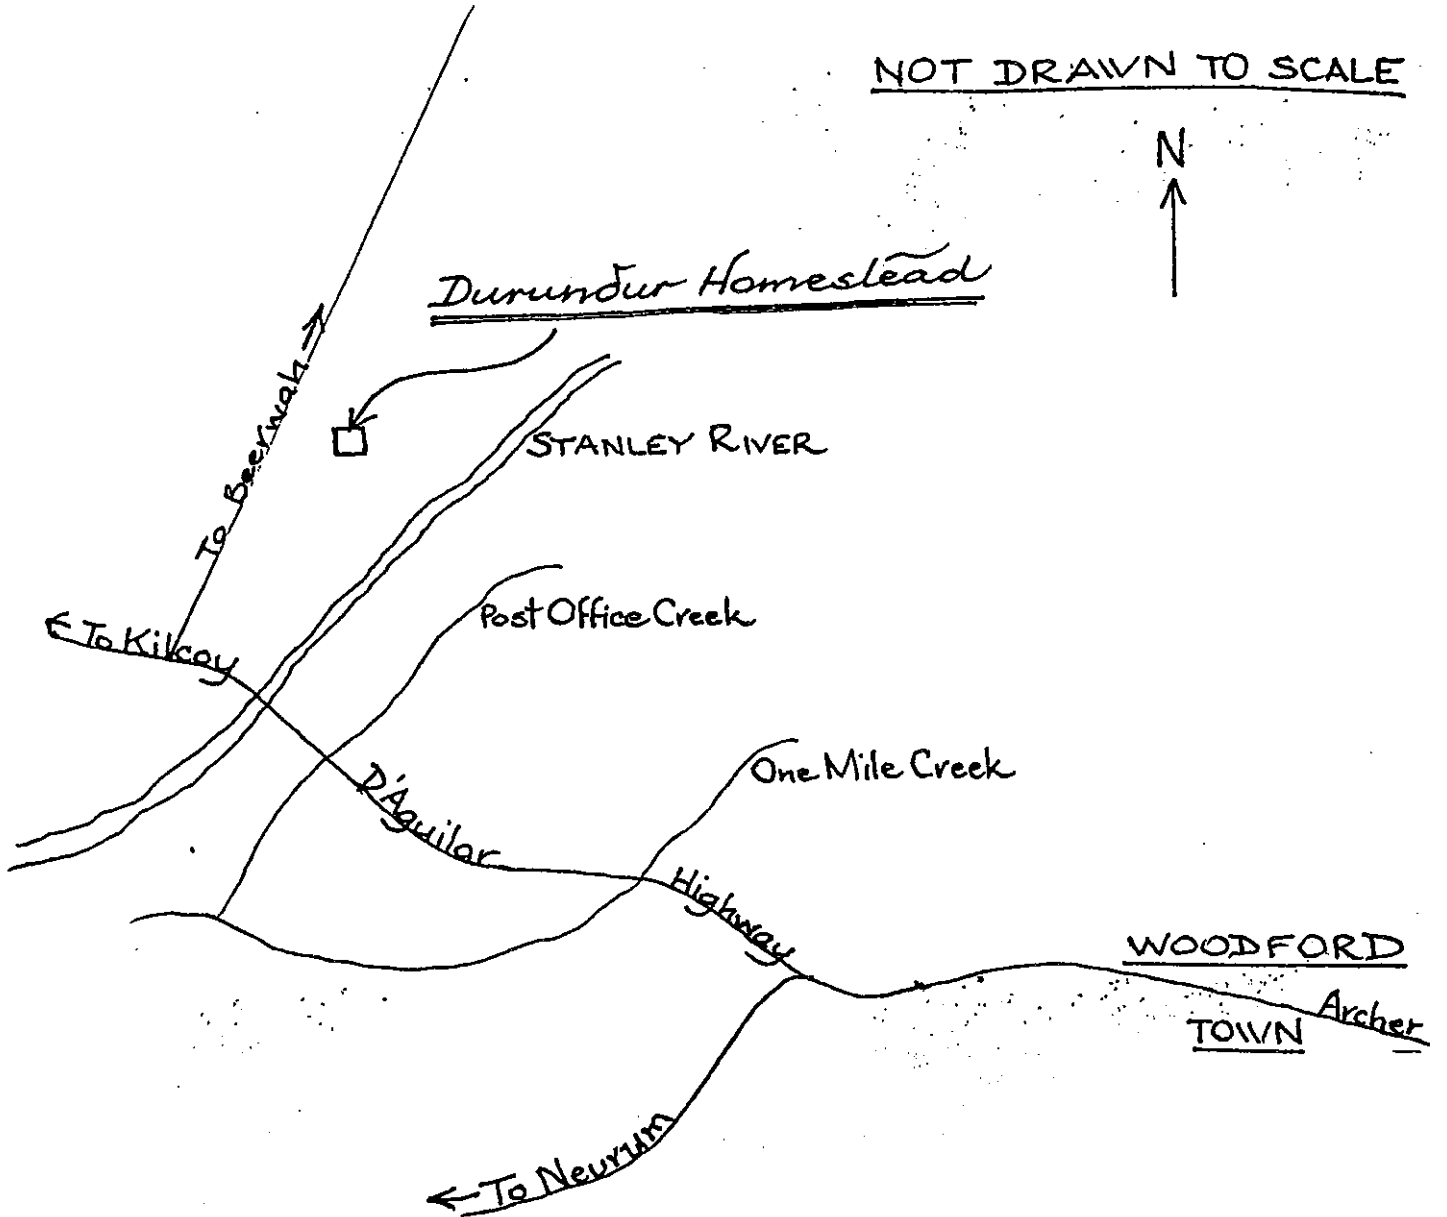 NOT DRAWN TO SCALE
N
Durundur Homestead
To Beerwah
STANLEY RIVER
Post Office Creek
To Kilcoy
One Mile Creek
D'Aguilar Highway
WOODFORD
TOWN
Archer
To Neurum